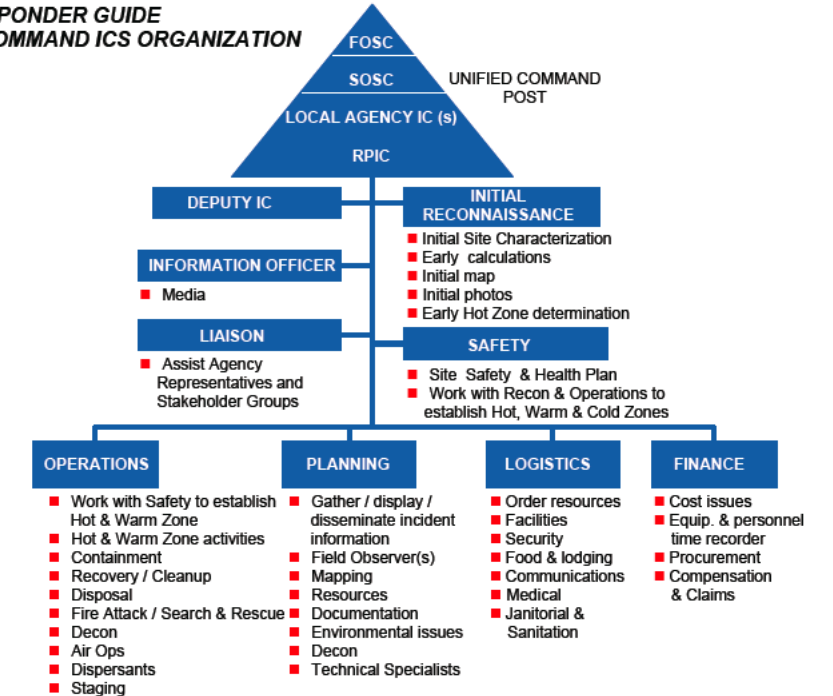 PONDER GUIDE
OMMAND ICS ORGANIZATION
FOSC
SOSC
LOCAL AGENCY IC (s)
RPIC
UNIFIED COMMAND
POST
DEPUTY IC
INITIAL
RECONNAISSANCE
Initial Site Characterization
Early calculations
Initial map
Initial photos
Early Hot Zone determination
INFORMATION OFFICER
Media
LIAISON
Assist Agency
Representatives and
Stakeholder Groups
SAFETY
Site Safety & Health Plan
Work with Recon & Operations to
establish Hot, Warm & Cold Zones
OPERATIONS
Work with Safety to establish
Hot & Warm Zone
Hot & Warm Zone activities
Containment
Recovery / Cleanup
Disposal
Fire Attack / Search & Rescue
Decon
Air Ops
Dispersants
Staging
PLANNING
Gather / display /
disseminate incident
information
Field Observer(s)
Mapping
Resources
Documentation
Environmental issues
Decon
Technical Specialists
LOGISTICS
Order resources
Facilities
Security
Food & lodging
Communications
Medical
Janitorial &
Sanitation
FINANCE
Cost issues
Equip. & personnel
time recorder
Procurement
Compensation
& Claims